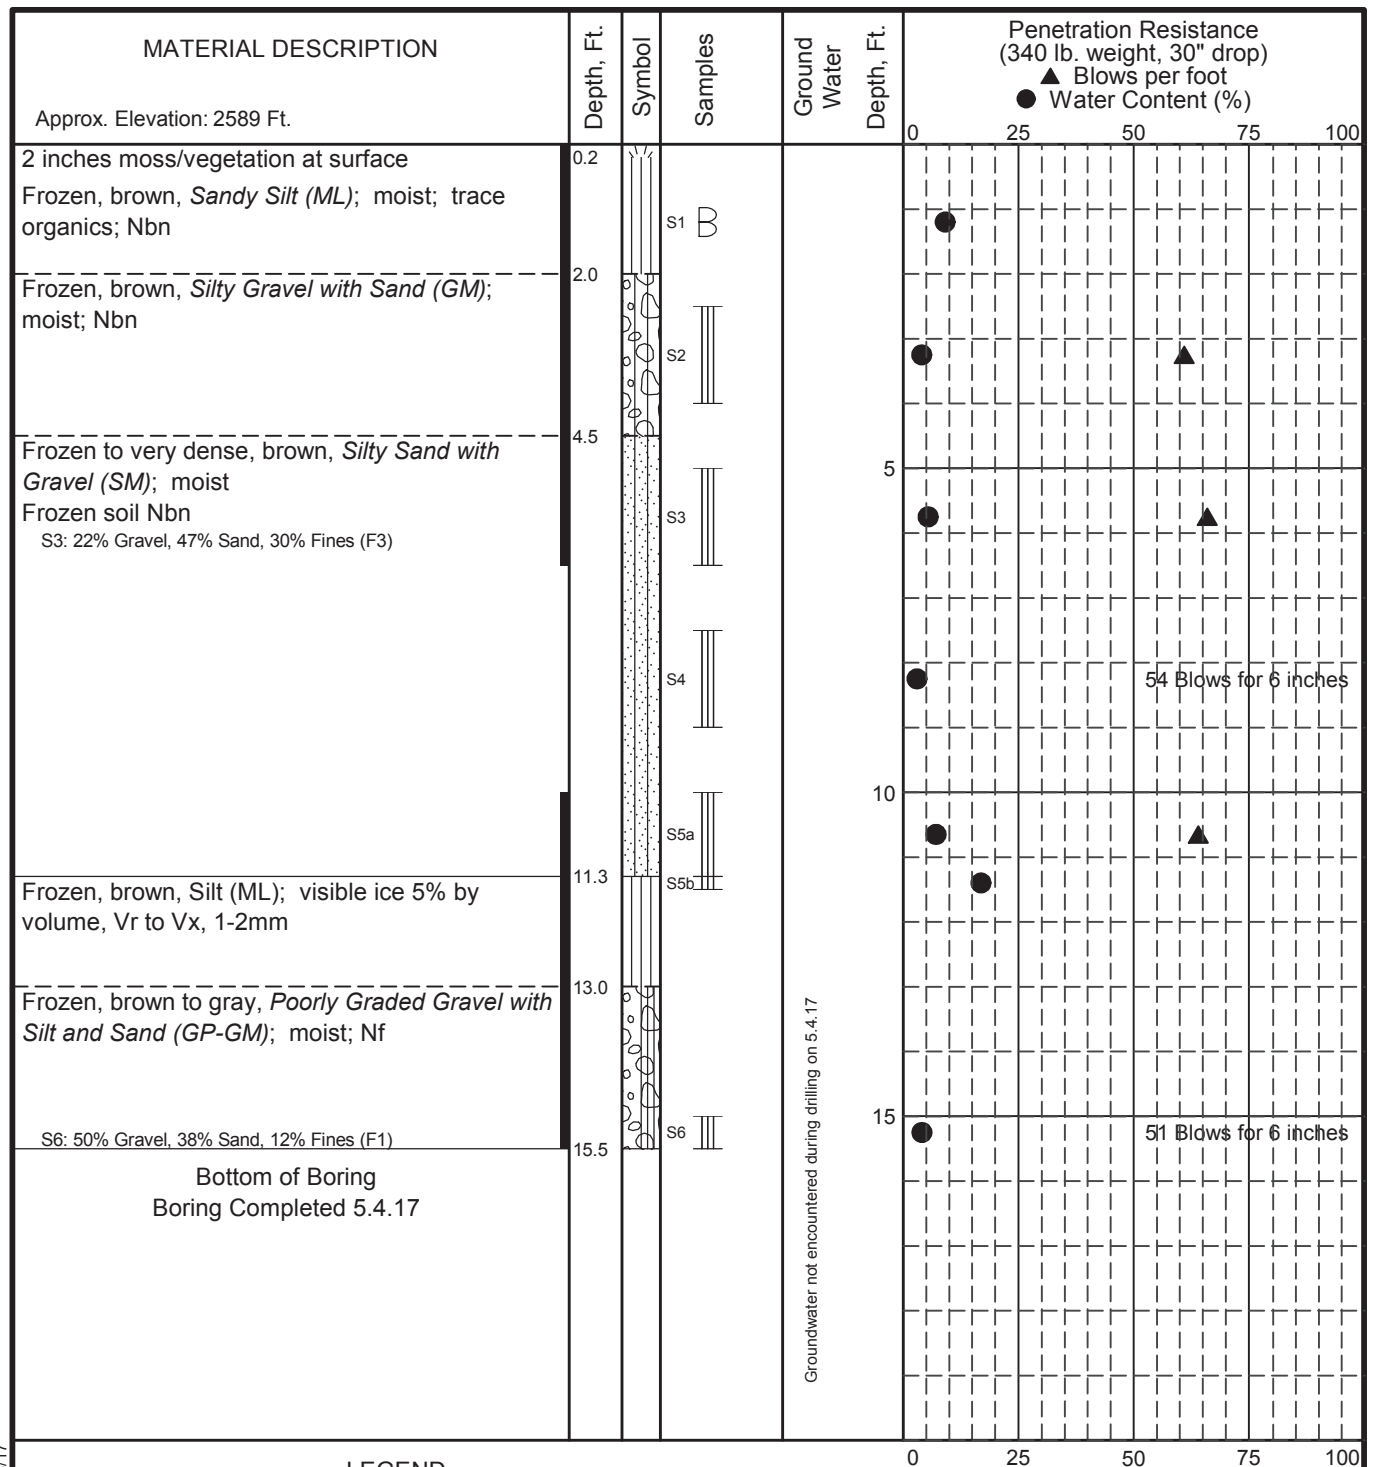 MATERIAL DESCRIPTION
Approx. Elevation: 2589 Ft.
Depth, Ft.
Symbol
Samples
Ground
Water
Depth, Ft.
Penetration Resistance
(340 lb. weight, 30" drop)
▲ Blows per foot
● Water Content (%)
0 25 50 75 100
2 inches moss/vegetation at surface
0.2
Frozen, brown, Sandy Silt (ML); moist; trace
organics; Nbn
S1
2.0
Frozen, brown, Silty Gravel with Sand (GM);
moist; Nbn
S2
4.5
Frozen to very dense, brown, Silty Sand with
Gravel (SM); moist
Frozen soil Nbn
S3: 22% Gravel, 47% Sand, 30% Fines (F3)
S3
5
S4
54 Blows for 6 inches
10
S5a
11.3
S5b
Frozen, brown, Silt (ML); visible ice 5% by
volume, Vr to Vx, 1-2mm
13.0
Frozen, brown to gray, Poorly Graded Gravel with
Silt and Sand (GP-GM); moist; Nf
S6: 50% Gravel, 38% Sand, 12% Fines (F1)
S6
15
51 Blows for 6 inches
15.5
Bottom of Boring
Boring Completed 5.4.17
Groundwater not encountered during drilling on 5.4.17
0 25 50 75 100
LEGEND